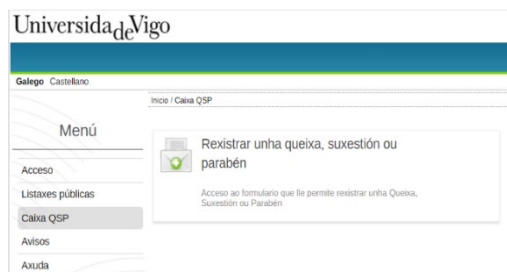 UniversidadeVigo
Galego Castellano
Inicio / Caixa QSP
Menú
Acceso
Listaxes públicas
Caixa QSP
Avisos
Axuda
Rexistrar unha queixa, suxestión ou
parabén
Acceso ao formulario que lle permite rexistrar unha Queixa,
Suxestión ou Parabén